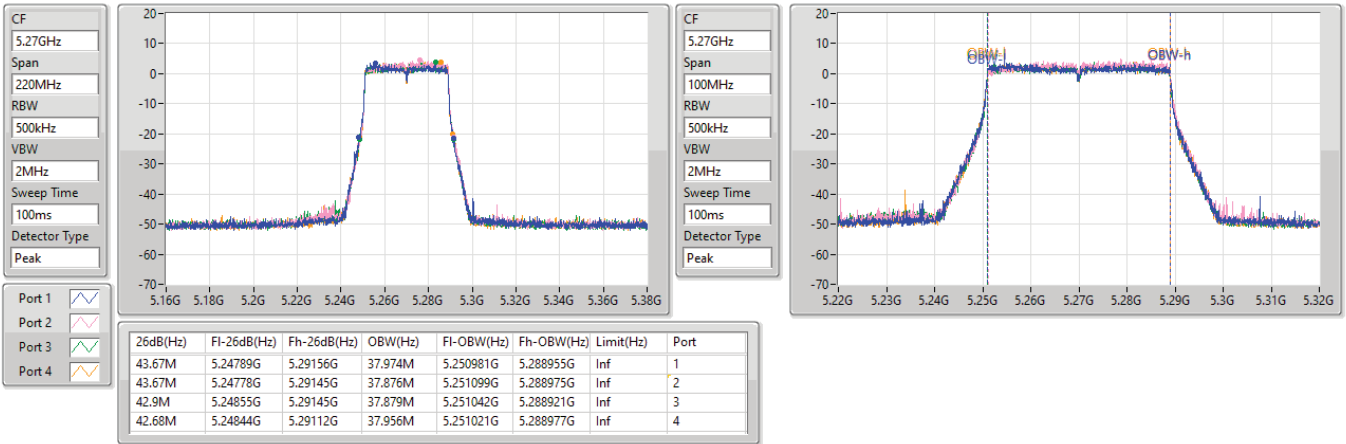 CF
5.27GHz
Span
220MHz
RBW
500kHz
VBW
2MHz
Sweep Time
100ms
Detector Type
Peak
20
10
0
-10
-20
-30
-40
-50
-60
-70
5.16G 5.18G 5.2G 5.22G 5.24G 5.26G 5.28G 5.3G 5.32G 5.34G 5.36G 5.38G
CF
5.27GHz
Span
100MHz
RBW
500kHz
VBW
2MHz
Sweep Time
100ms
Detector Type
Peak
20
10
0
-10
-20
-30
-40
-50
-60
-70
OBW-l
OBW-h
5.22G 5.23G 5.24G 5.25G 5.26G 5.27G 5.28G 5.29G 5.3G 5.31G 5.32G
Port 1
Port 2
Port 3
Port 4
26dB(Hz) Fl-26dB(Hz) Fh-26dB(Hz) OBW(Hz) Fl-OBW(Hz) Fh-OBW(Hz) Limit(Hz) Port
43.67M 5.24789G 5.29156G 37.974M 5.250981G 5.288955G Inf 1
43.67M 5.24778G 5.29145G 37.876M 5.251099G 5.288975G Inf 2
42.9M 5.24855G 5.29145G 37.879M 5.251042G 5.288921G Inf 3
42.68M 5.24844G 5.29112G 37.956M 5.251021G 5.288977G Inf 4